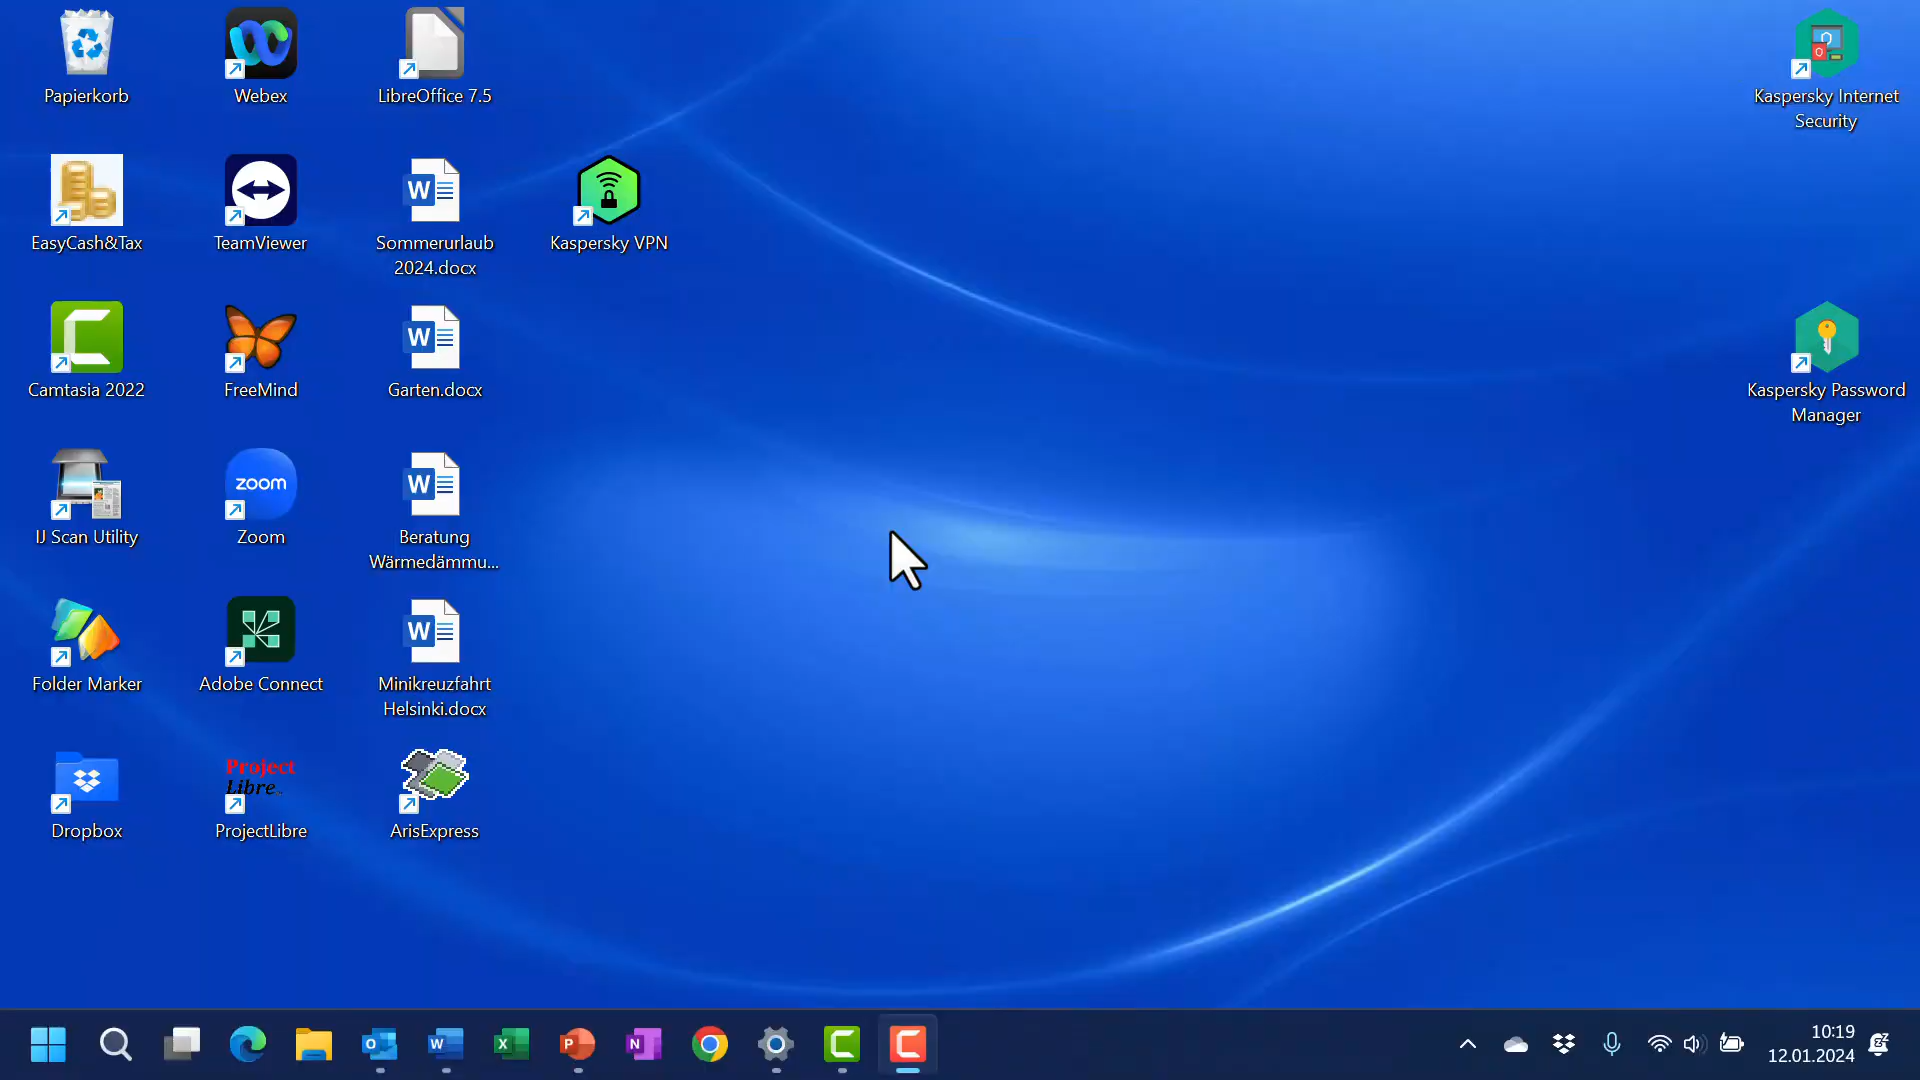 Papierkorb
Webex
LibreOffice 7.5
Kaspersky Internet
Security
EasyCash&Tax
TeamViewer
W
Sommerurlaub
2024.docx
Kaspersky VPN
Camtasia 2022
FreeMind
W
Garten.docx
Kaspersky Password
Manager
IJ Scan Utility
zoom
Zoom
W
Beratung
Wärmedämmu...
Folder Marker
Adobe Connect
W
Minikreuzfahrt
Helsinki.docx
Dropbox
Project
Libre
ProjectLibre
ArisExpress
O
W
X
P
N
10:19
12.01.2024